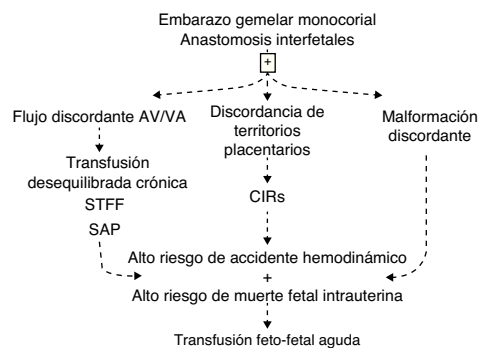 Embarazo gemelar monocorial
Anastomosis interfetales
+
Flujo discordante AV/VA
Transfusión
desequilibrada crónica
STFF
SAP
Discordancia de
territorios
placentarios
CIRs
Malformación
discordante
Alto riesgo de accidente hemodinámico
+
Alto riesgo de muerte fetal intrauterina
Transfusión feto-fetal aguda